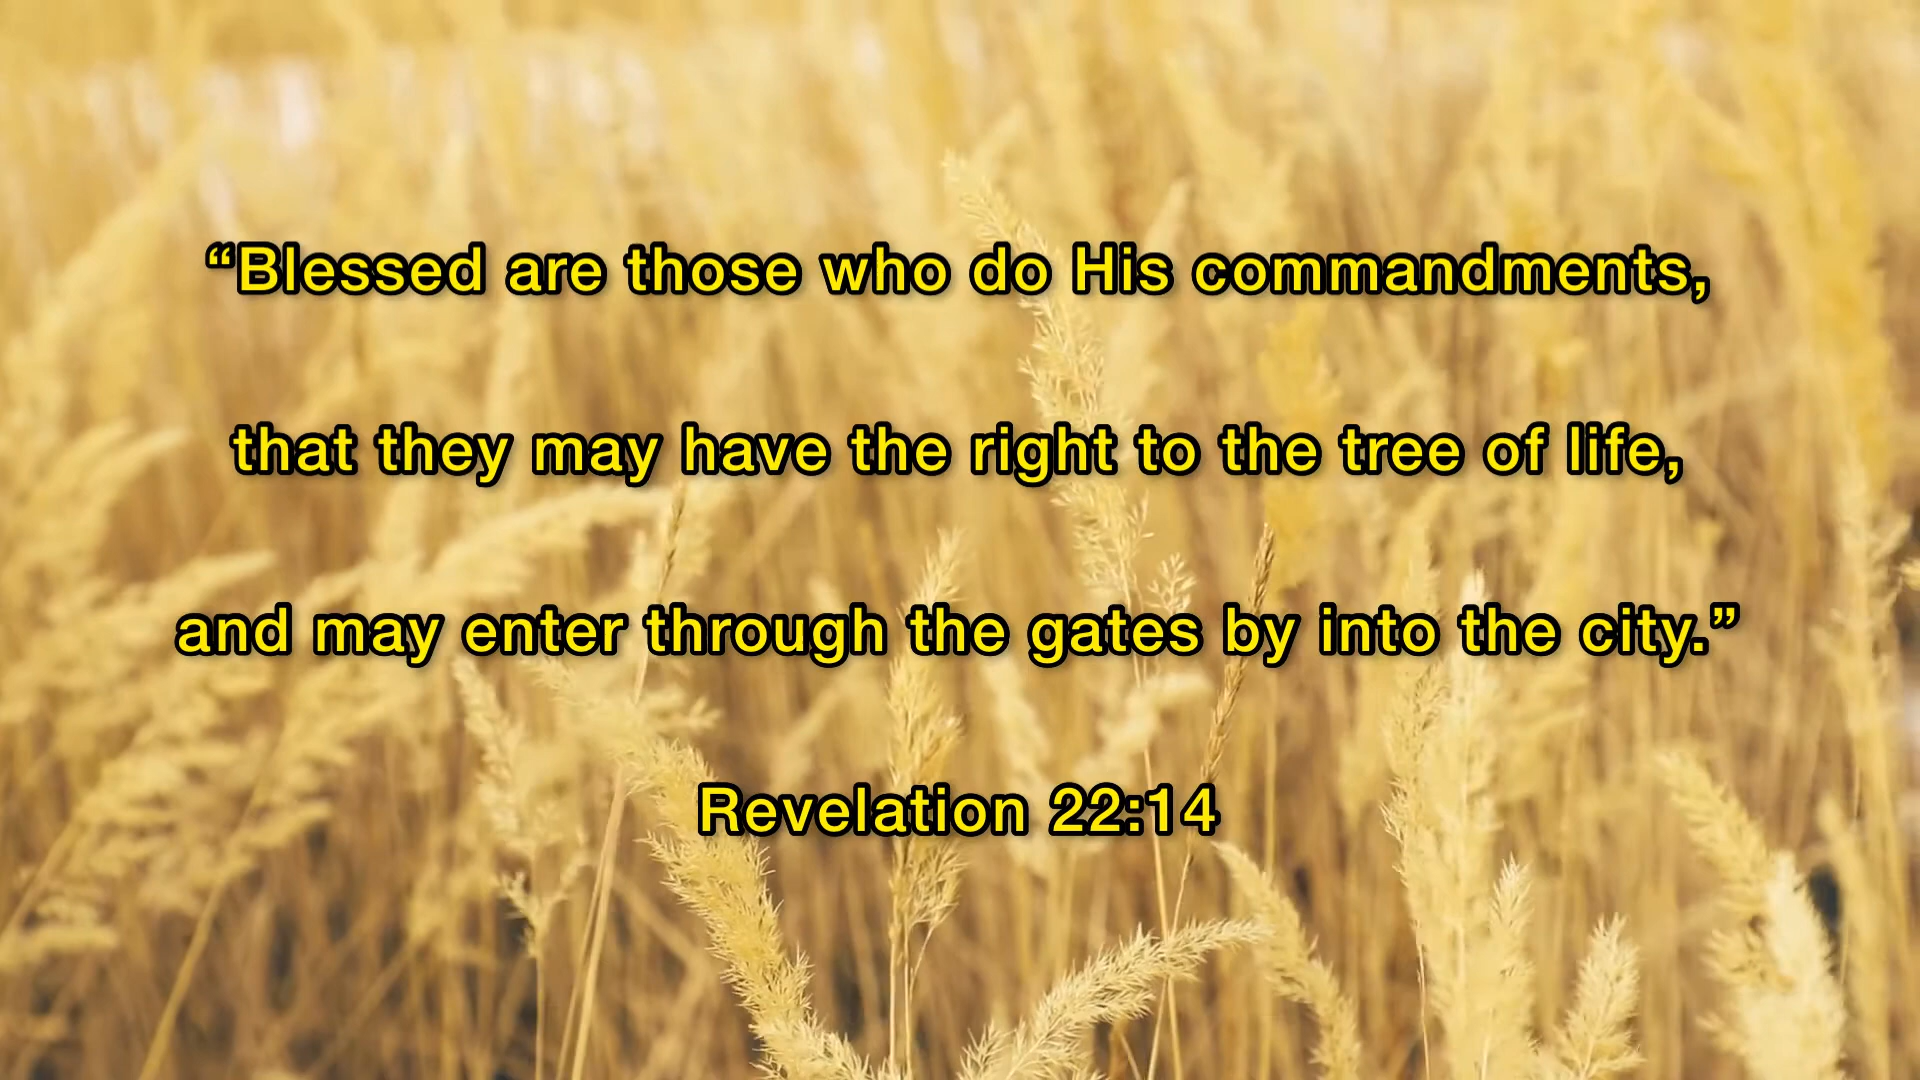 “Blessed are those who do His commandments,
that they may have the right to the tree of life,
and may enter through the gates by into the city.”
Revelation 22:14